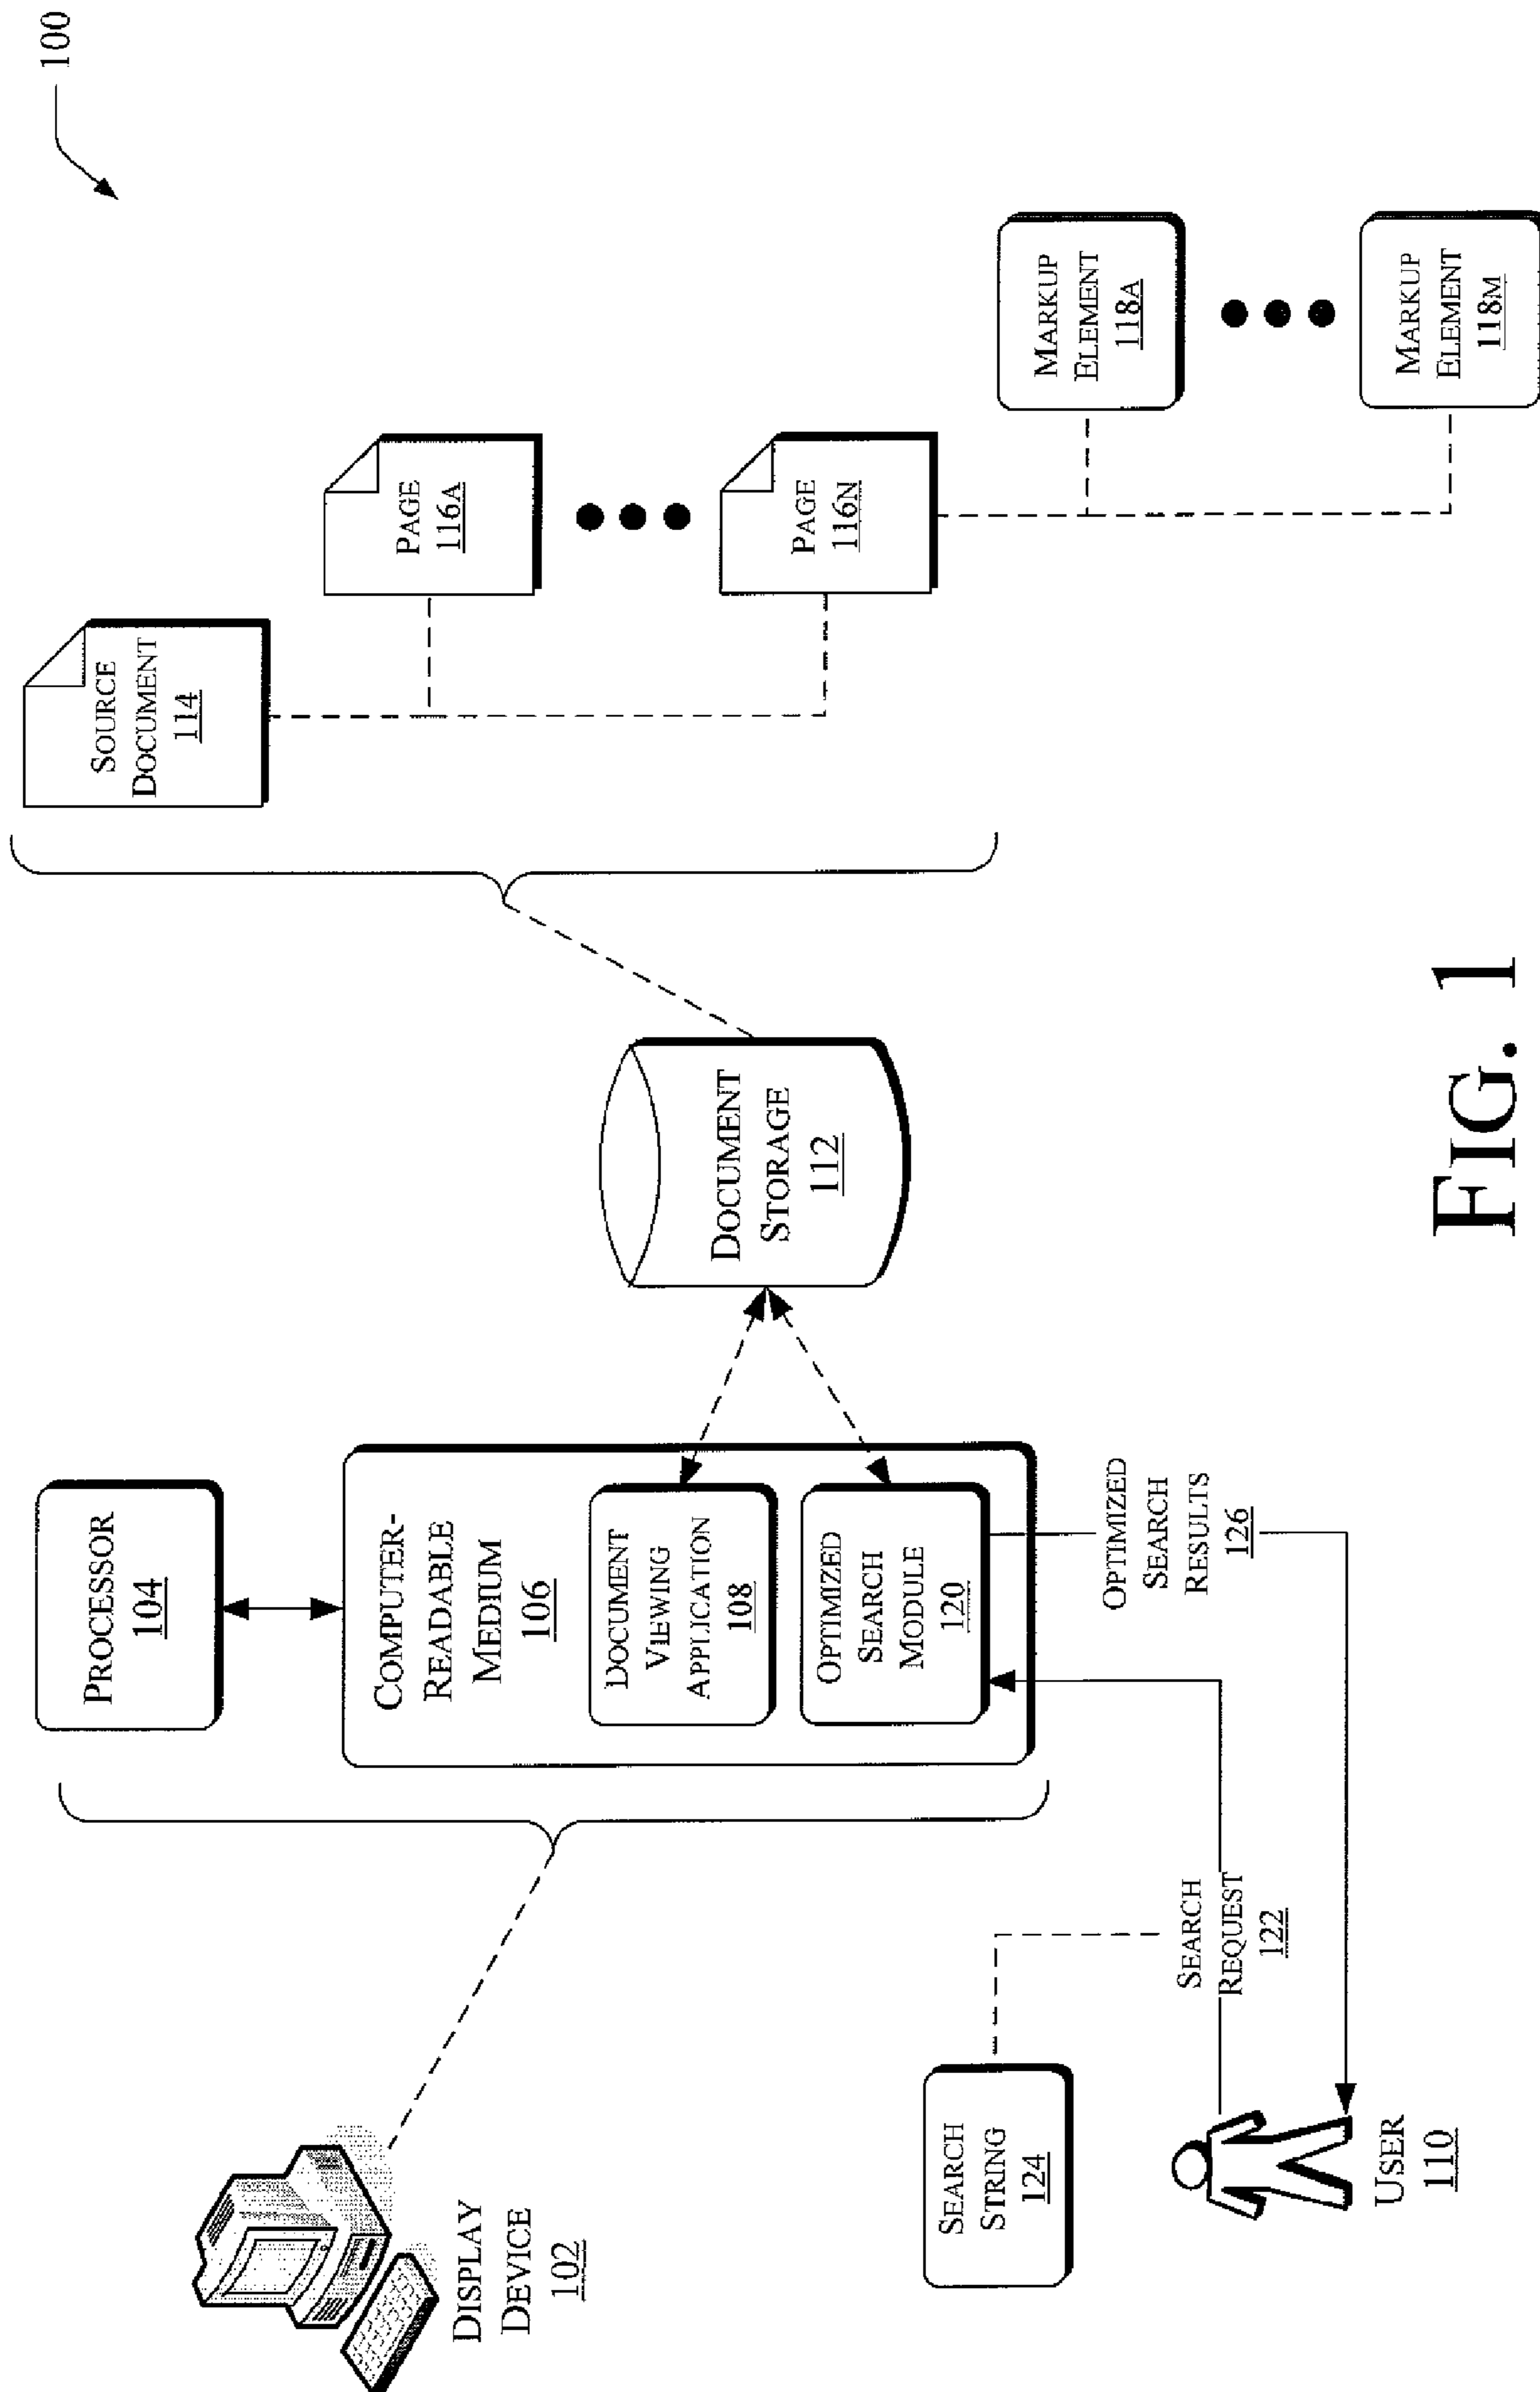 100
PROCESSOR
104
COMPUTER-
READABLE
MEDIUM
106
DOCUMENT
VIEWING
APPLICATION
108
OPTIMIZED
SEARCH
MODULE
120
DISPLAY
DEVICE
102
SEARCH
STRING
124
SEARCH
REQUEST
122
OPTIMIZED
SEARCH
RESULTS
126
USER
110
DOCUMENT
STORAGE
112
SOURCE
DOCUMENT
114
PAGE
116A
PAGE
116N
MARKUP
ELEMENT
118A
MARKUP
ELEMENT
118M
FIG. 1